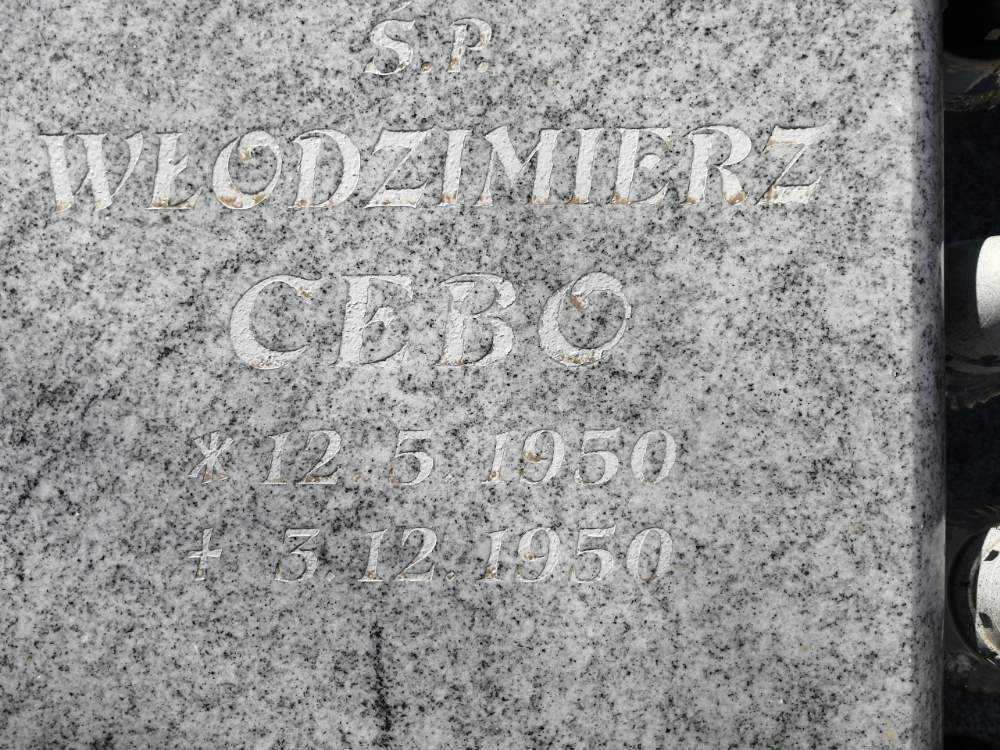 Ś.P.
WŁODZIMIERZ
CEBO
* 12.5.1950
† 3.12.1950